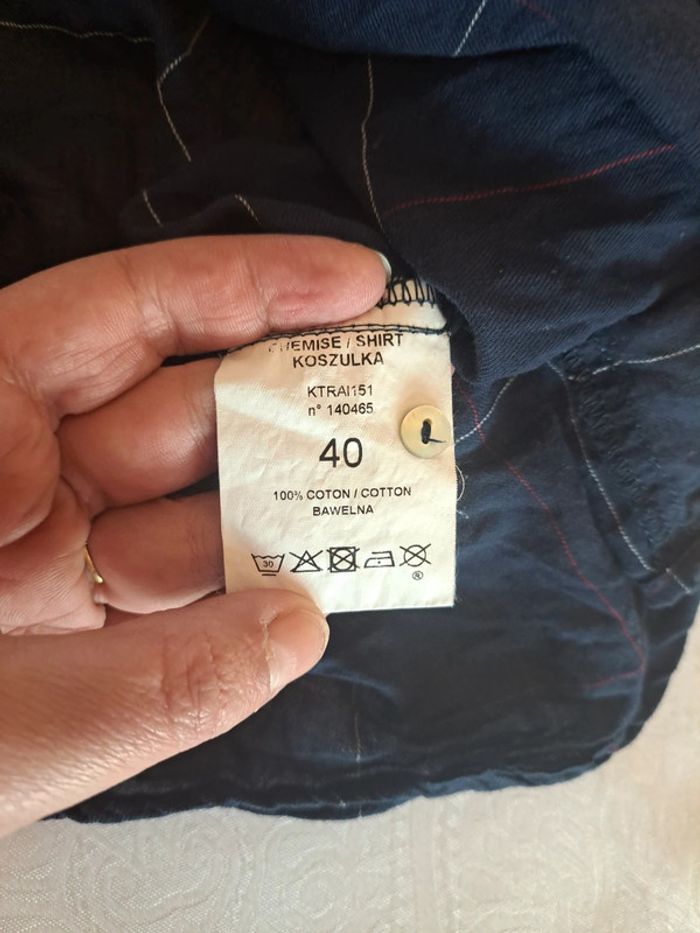 CHEMISE / SHIRT
KOSZULKA
KTRAI151
n° 140465
40
100% COTON / COTTON
BAWELNA
30